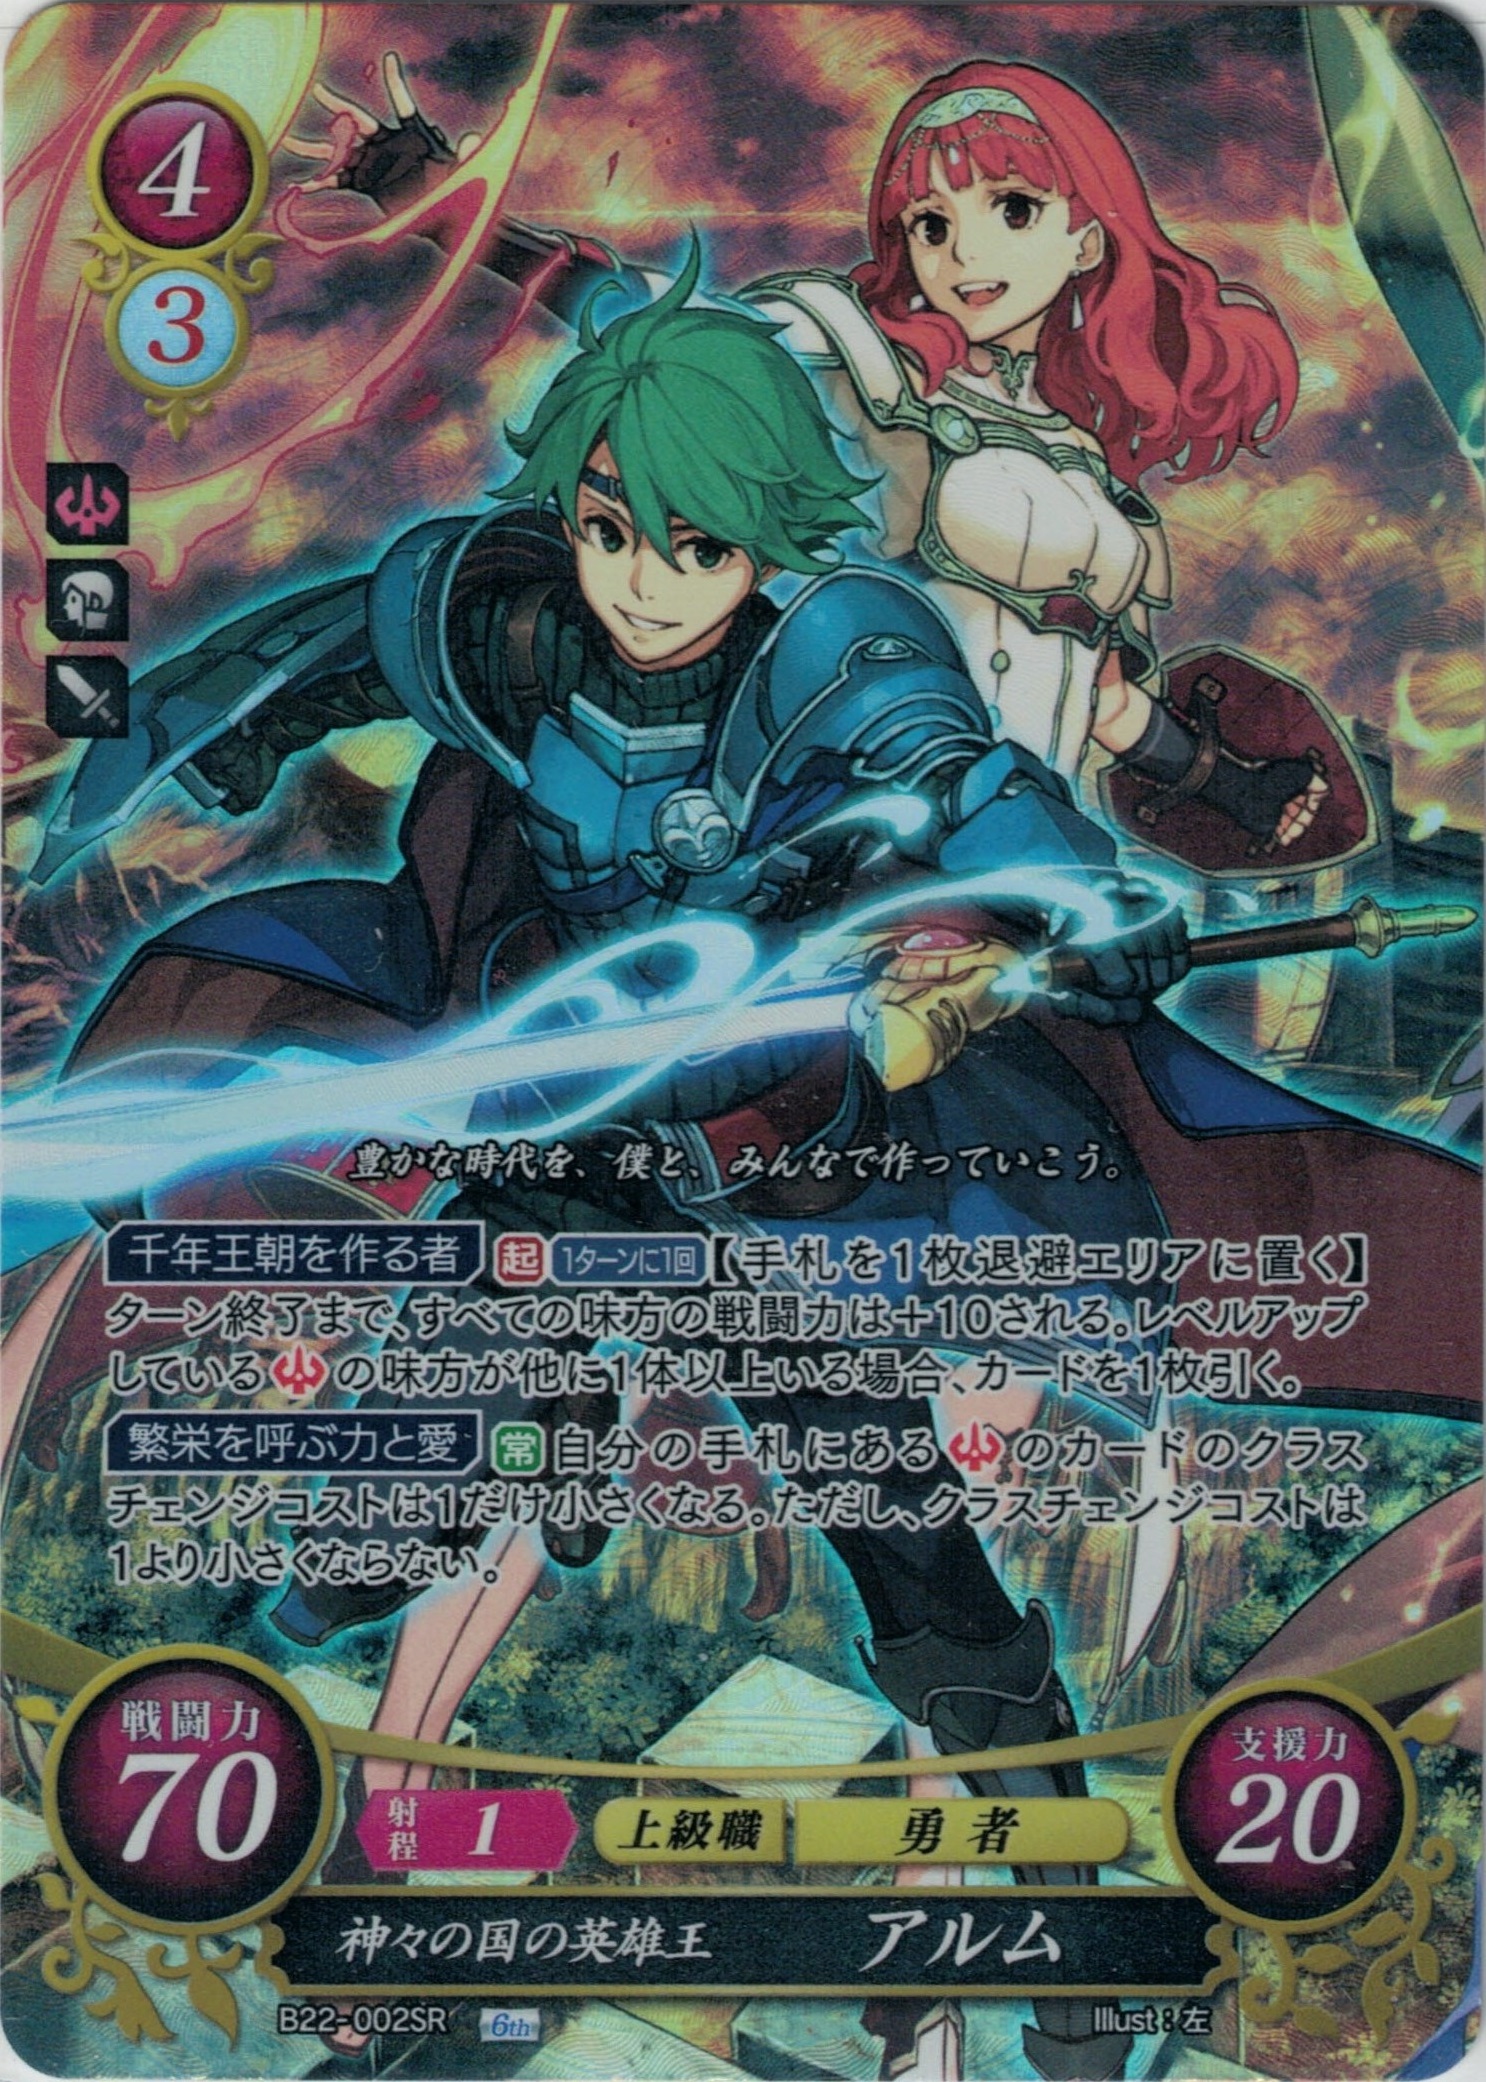 4
3
豊かな時代を、僕と、みんなで作っていこう。
千年王朝を作る者 起 1ターンに1回【手札を1枚退避エリアに置く】
ターン終了まで、すべての味方の戦闘力は＋10される。レベルアップ
しているの味方が他に1体以上いる場合、カードを1枚引く。
繁栄を呼ぶ力と愛 常 自分の手札にあるのカードのクラス
チェンジコストは1だけ小さくなる。ただし、クラスチェンジコストは
1より小さくならない。
戦闘力
70
射程 1 上級職 勇者
支援力
20
神々の国の英雄王 アルム
B22-002SR 6th Illust：左